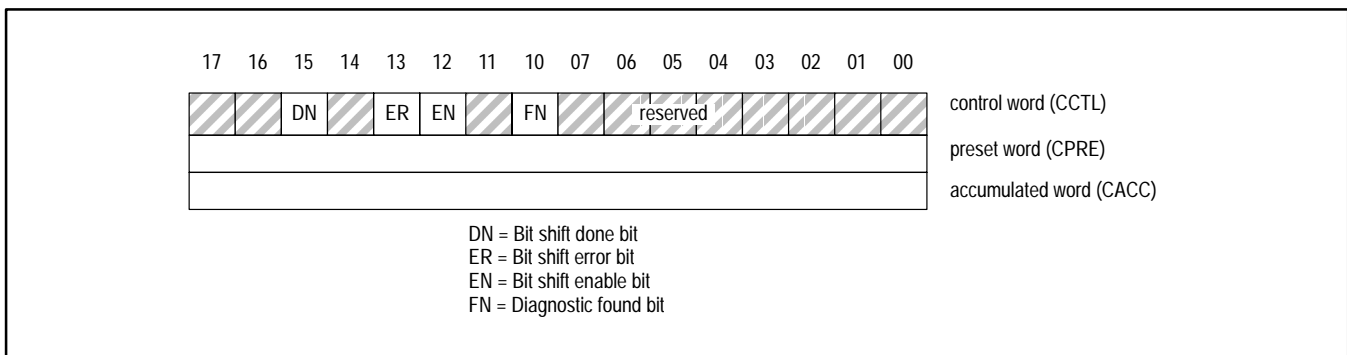 17 16 15 14 13 12 11 10 07 06 05 04 03 02 01 00
DN ER EN FN reserved control word (CCTL)
preset word (CPRE)
accumulated word (CACC)
DN = Bit shift done bit
ER = Bit shift error bit
EN = Bit shift enable bit
FN = Diagnostic found bit